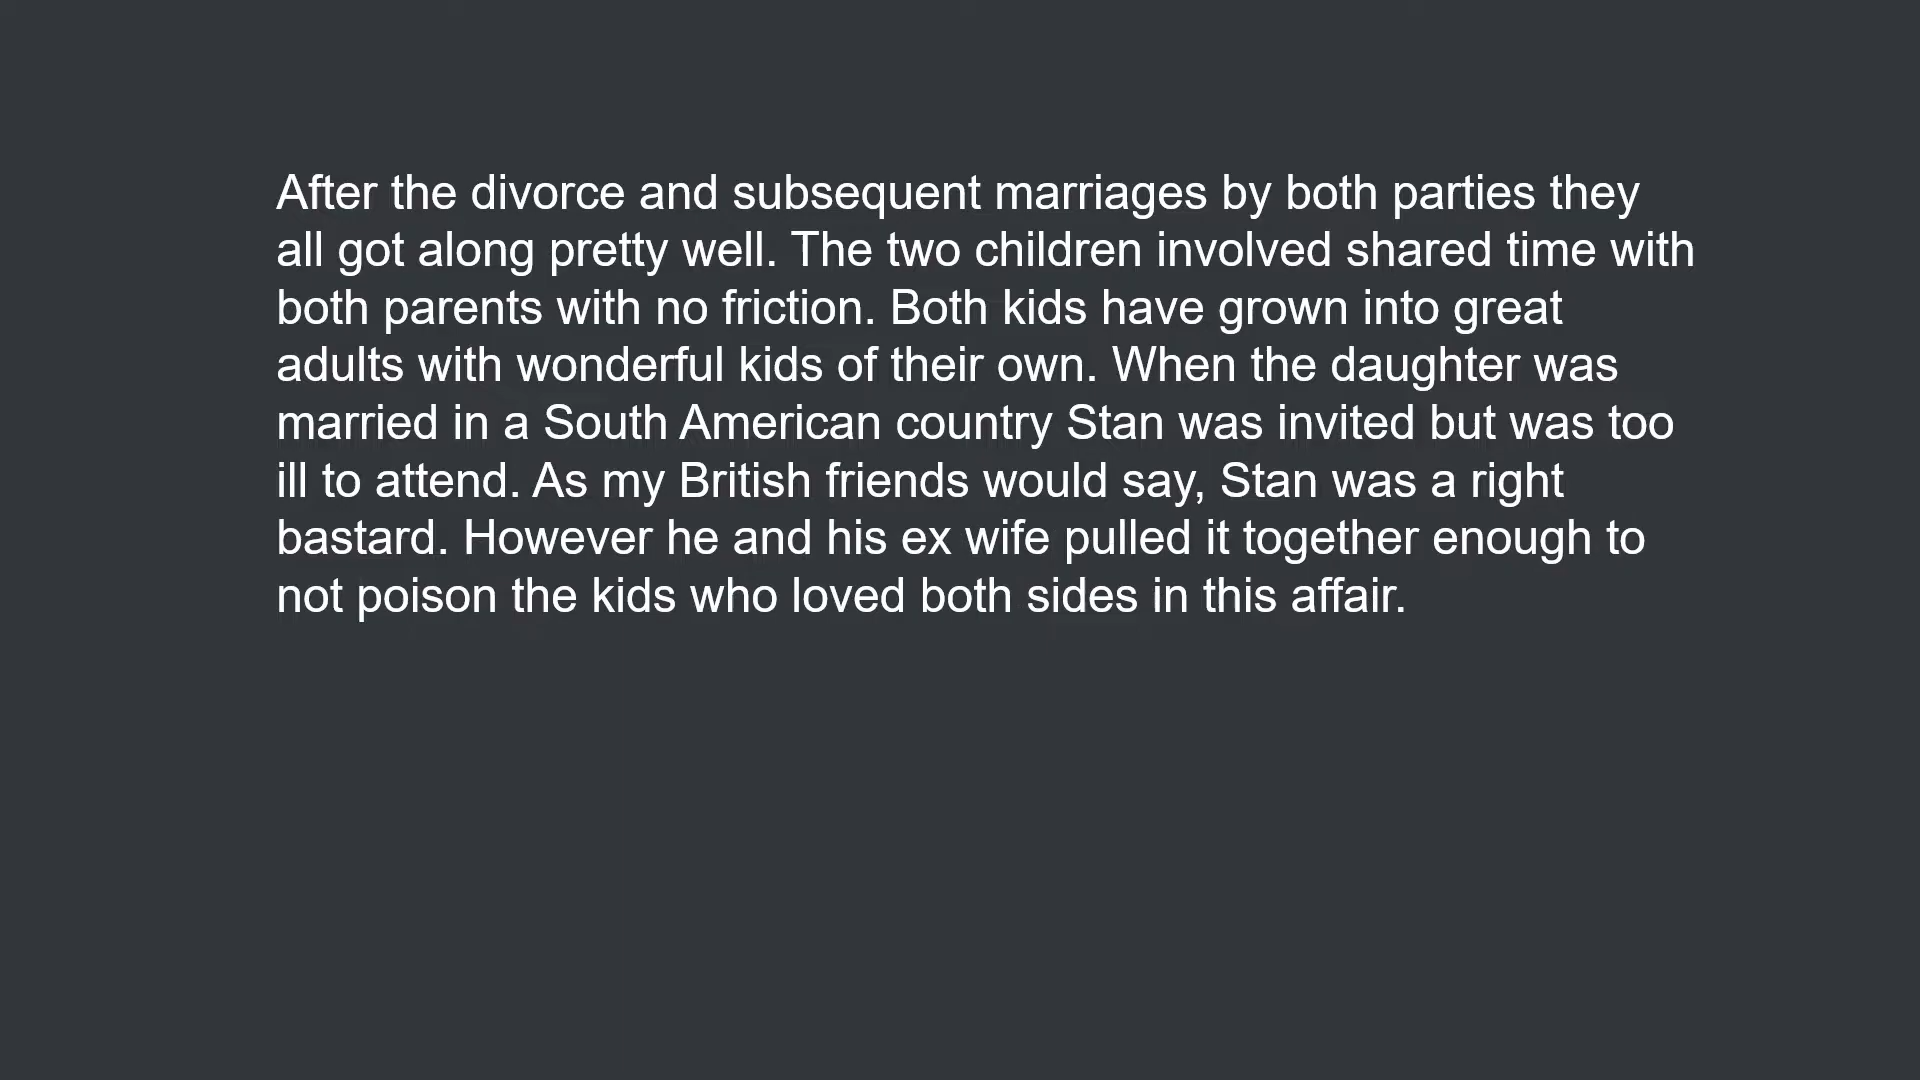 After the divorce and subsequent marriages by both parties they
all got along pretty well. The two children involved shared time with
both parents with no friction. Both kids have grown into great
adults with wonderful kids of their own. When the daughter was
married in a South American country Stan was invited but was too
ill to attend. As my British friends would say, Stan was a right
bastard. However he and his ex wife pulled it together enough to
not poison the kids who loved both sides in this affair.